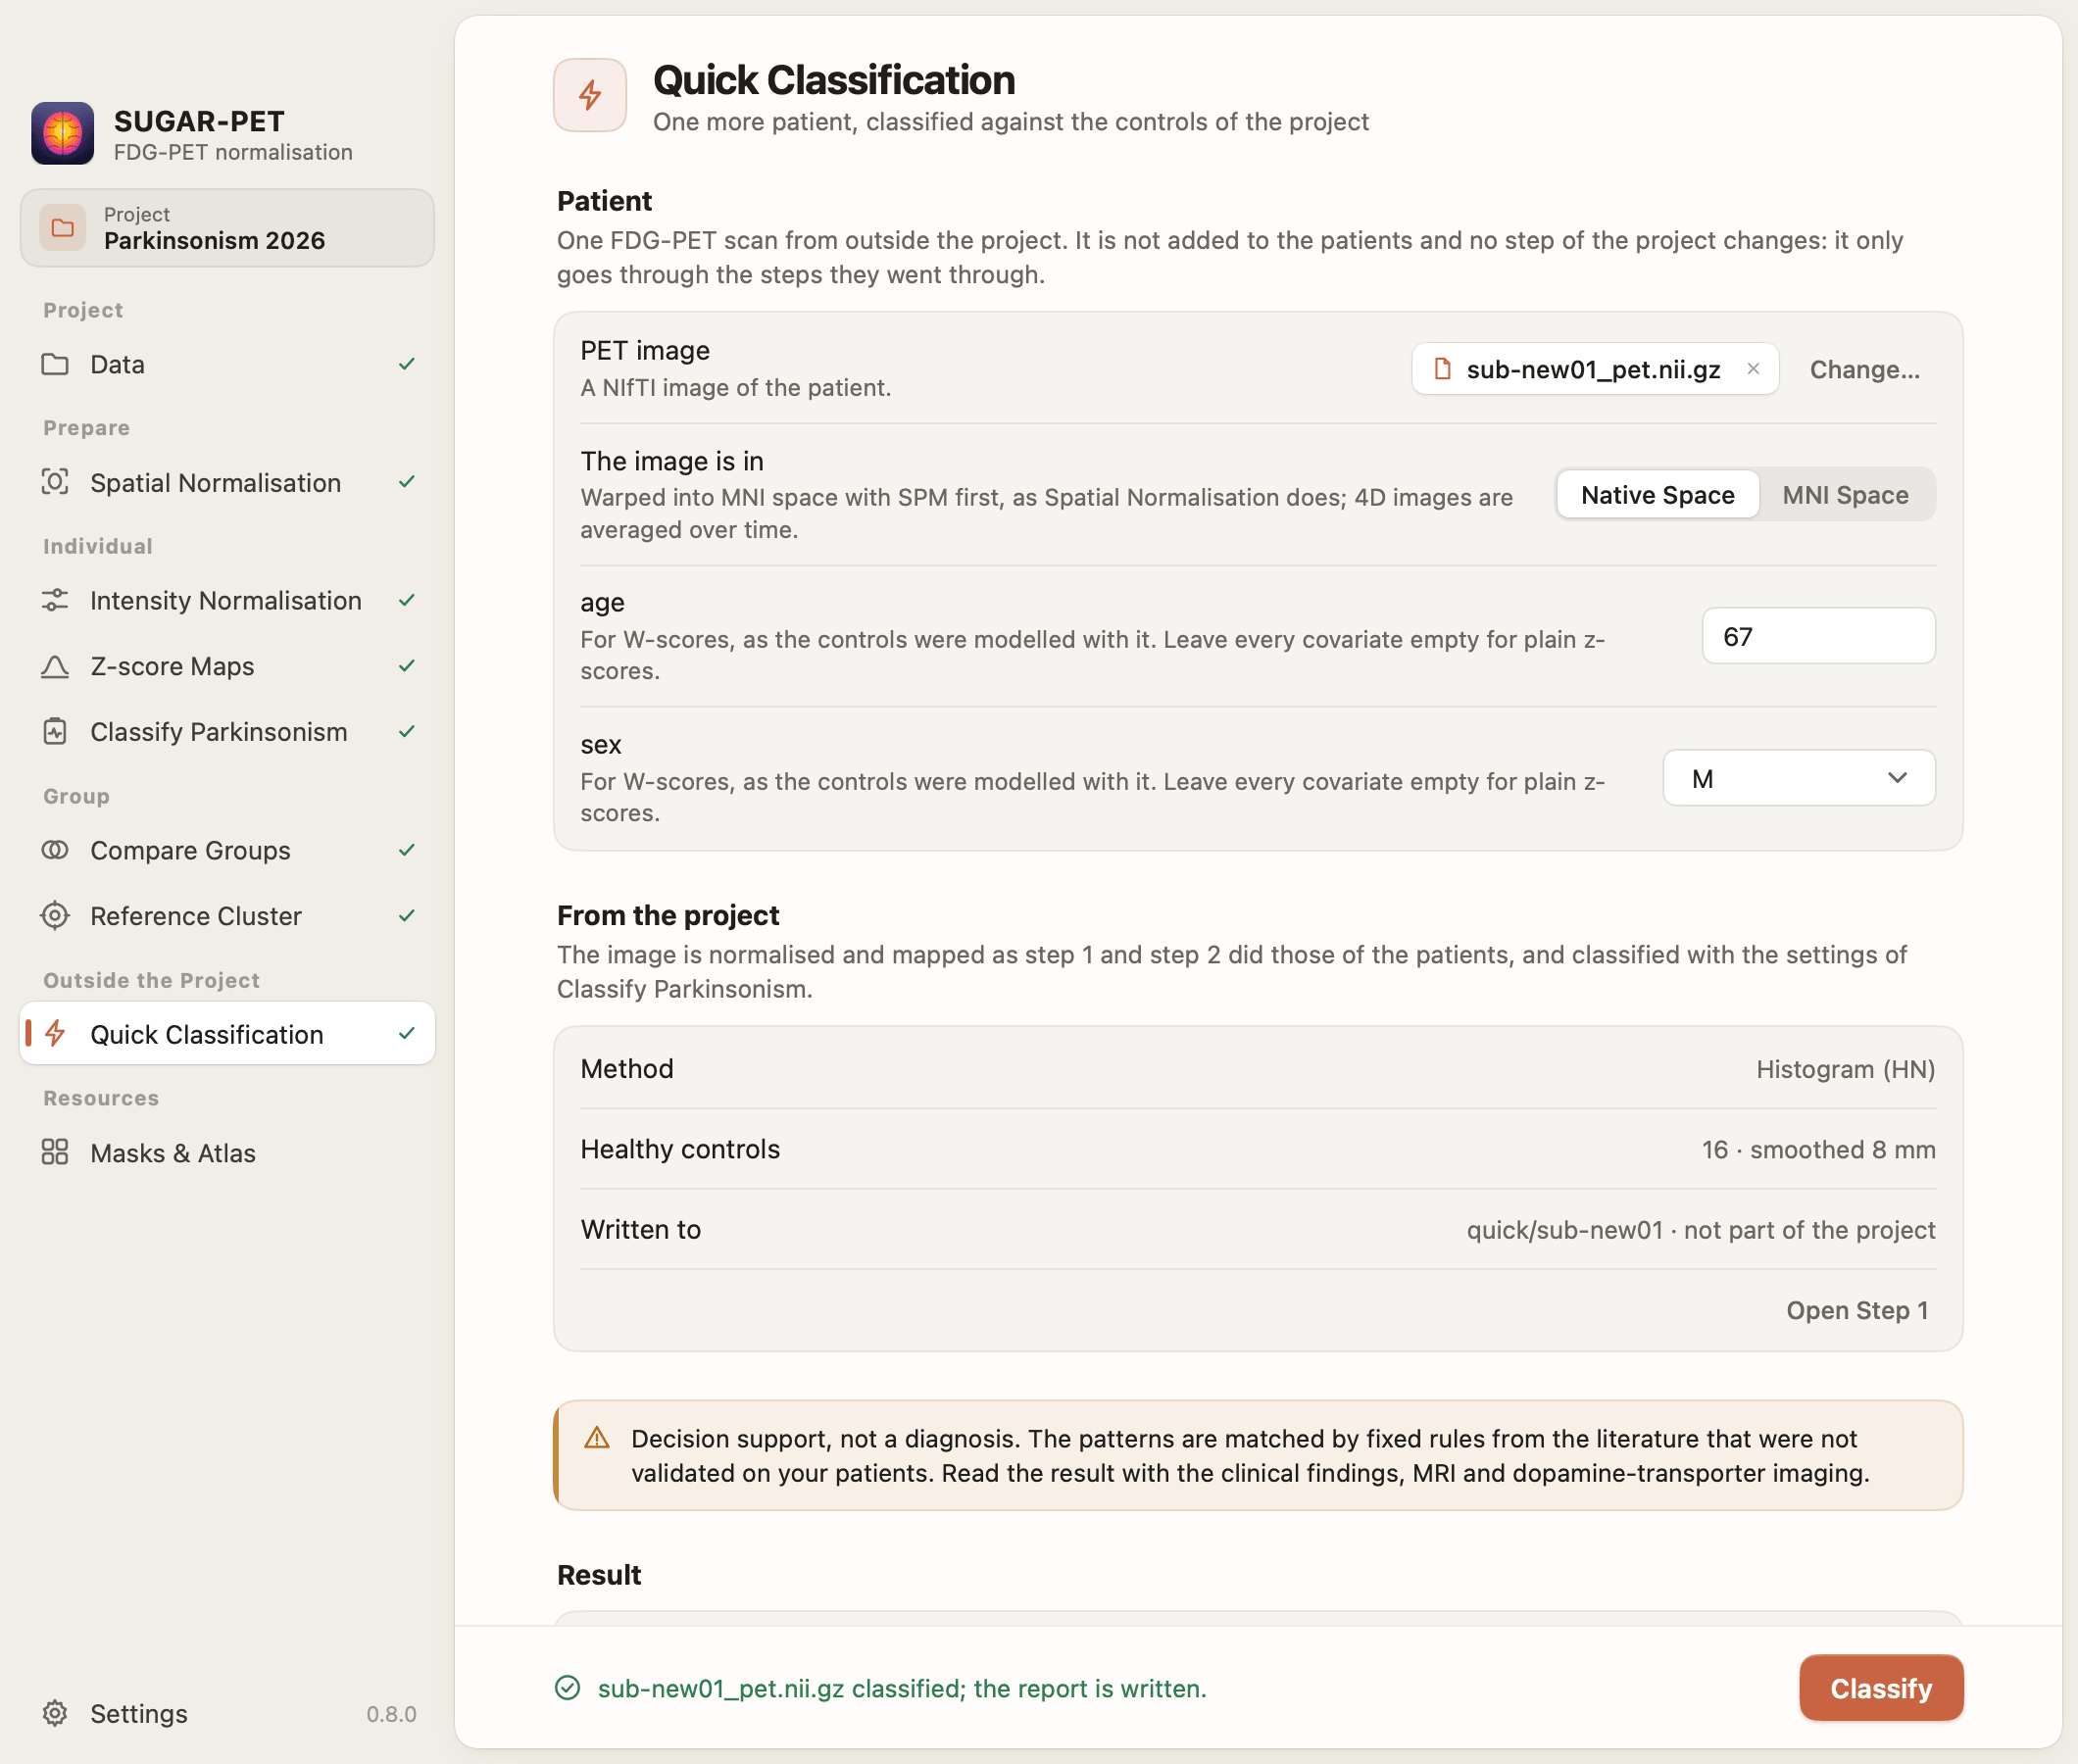 SUGAR-PET
FDG-PET normalisation
Project
Parkinsonism 2026
Project
Data
Prepare
Spatial Normalisation
Individual
Intensity Normalisation
Z-score Maps
Classify Parkinsonism
Group
Compare Groups
Reference Cluster
Outside the Project
Quick Classification
Resources
Masks & Atlas
Settings
0.8.0
Quick Classification
One more patient, classified against the controls of the project
Patient
One FDG-PET scan from outside the project. It is not added to the patients and no step of the project changes: it only
goes through the steps they went through.
PET image
A NIfTI image of the patient.
sub-new01_pet.nii.gz ×
Change...
The image is in
Warped into MNI space with SPM first, as Spatial Normalisation does; 4D images are
averaged over time.
Native Space
MNI Space
age
For W-scores, as the controls were modelled with it. Leave every covariate empty for plain z-
scores.
67
sex
For W-scores, as the controls were modelled with it. Leave every covariate empty for plain z-
scores.
M
From the project
The image is normalised and mapped as step 1 and step 2 did those of the patients, and classified with the settings of
Classify Parkinsonism.
Method
Histogram (HN)
Healthy controls
16 · smoothed 8 mm
Written to
quick/sub-new01 · not part of the project
Open Step 1
Decision support, not a diagnosis. The patterns are matched by fixed rules from the literature that were not
validated on your patients. Read the result with the clinical findings, MRI and dopamine-transporter imaging.
Result
sub-new01_pet.nii.gz classified; the report is written.
Classify